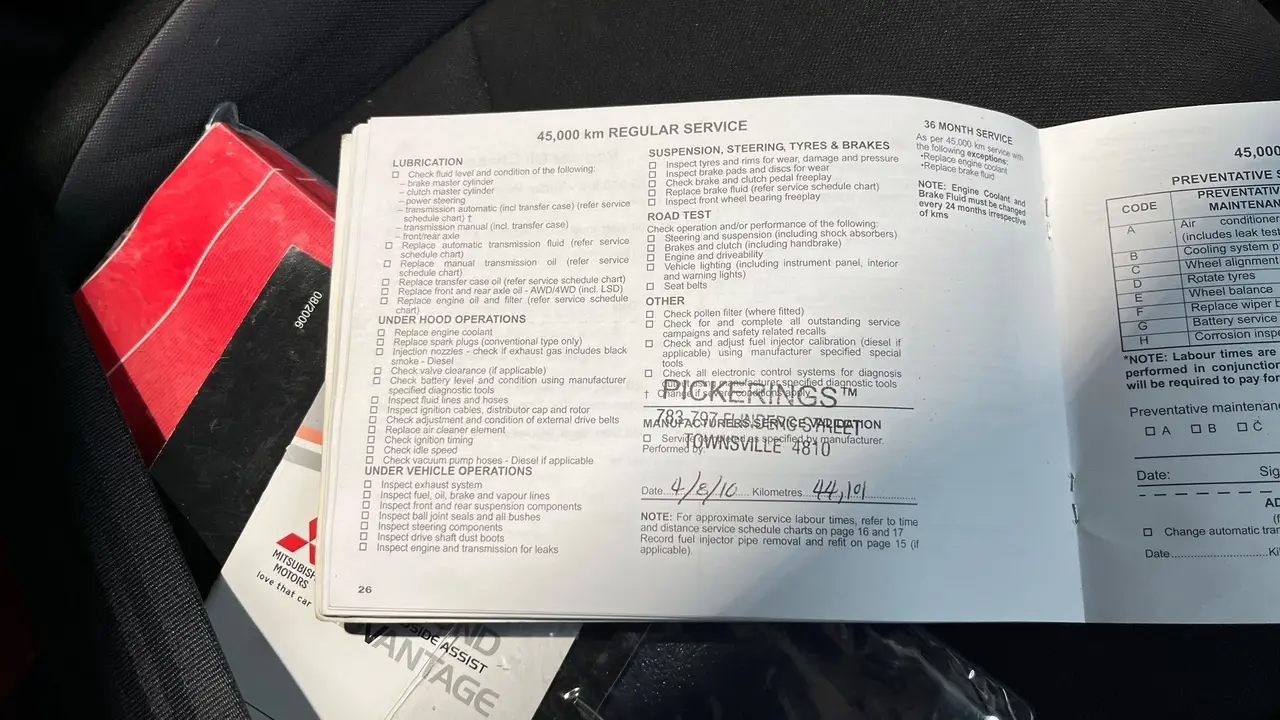 45,000 km REGULAR SERVICE
LUBRICATION
Check fluid level and condition of the following:
– brake master cylinder
– clutch master cylinder
– power steering
– transmission automatic (incl transfer case) (refer service
schedule chart) †
– transmission manual (incl. transfer case)
– front/rear axle
Replace automatic transmission fluid (refer service
schedule chart)
Replace manual transmission oil (refer service
schedule chart)
Replace transfer case oil (refer service schedule chart)
Replace front and rear axle oil - AWD/4WD (incl. LSD)
Replace engine oil and filter (refer service schedule
chart)
UNDER HOOD OPERATIONS
Replace engine coolant
Replace spark plugs (conventional type only)
Injection nozzles - check if exhaust gas includes black
smoke - Diesel
Check valve clearance (if applicable)
Check battery level and condition using manufacturer
specified diagnostic tools
Inspect fluid lines and hoses
Inspect ignition cables, distributor cap and rotor
Check adjustment and condition of external drive belts
Replace air cleaner element
Check ignition timing
Check idle speed
Check vacuum pump hoses - Diesel if applicable
UNDER VEHICLE OPERATIONS
Inspect exhaust system
Inspect fuel, oil, brake and vapour lines
Inspect front and rear suspension components
Inspect ball joint seals and all bushes
Inspect steering components
Inspect drive shaft dust boots
Inspect engine and transmission for leaks
26
SUSPENSION, STEERING, TYRES & BRAKES
Inspect tyres and rims for wear, damage and pressure
Inspect brake pads and discs for wear
Check brake and clutch pedal freeplay
Replace brake fluid (refer service schedule chart)
Inspect front wheel bearing freeplay
ROAD TEST
Check operation and/or performance of the following:
Steering and suspension (including shock absorbers)
Brakes and clutch (including handbrake)
Engine and driveability
Vehicle lighting (including instrument panel, interior
and warning lights)
Seat belts
OTHER
Check pollen filter (where fitted)
Check for and complete all outstanding service
campaigns and safety related recalls
Check and adjust fuel injector calibration (diesel if
applicable) using manufacturer specified special
tools
Check all electronic control systems for diagnosis
manufacturer specified diagnostic tools
† Change if severe conditions apply
PICKERINGS™
783-797 FLINDERS STREET
TOWNSVILLE 4810
MANUFACTURERS SERVICE VALIDATION
Service completed as specified by manufacturer.
Performed by:
Date...4/8/10.... Kilometres...44,101
NOTE: For approximate service labour times, refer to time
and distance service schedule charts on page 16 and 17
Record fuel injector pipe removal and refit on page 15 (if
applicable).
36 MONTH SERVICE
As per 45,000 km service with
the following exceptions:
•Replace engine coolant
•Replace brake fluid
NOTE: Engine Coolant and
Brake Fluid must be changed
every 24 months irrespective
of kms
45,00
PREVENTATIVE S
CODE PREVENTATIV
MAINTENAN
A Air conditione
(includes leak test
B Cooling system p
C Wheel alignment
D Rotate tyres
E Wheel balance
F Replace wiper b
G Battery service
H Corrosion inspe
*NOTE: Labour times are
performed in conjunction
will be required to pay for
Preventative maintenanc
A B C
Date: Sig
AD
Change automatic tran
Date.............. Ki
08/2006
MITSUBISH
MOTORS
love that car
ND
SIDE ASSIST
VANTAGE